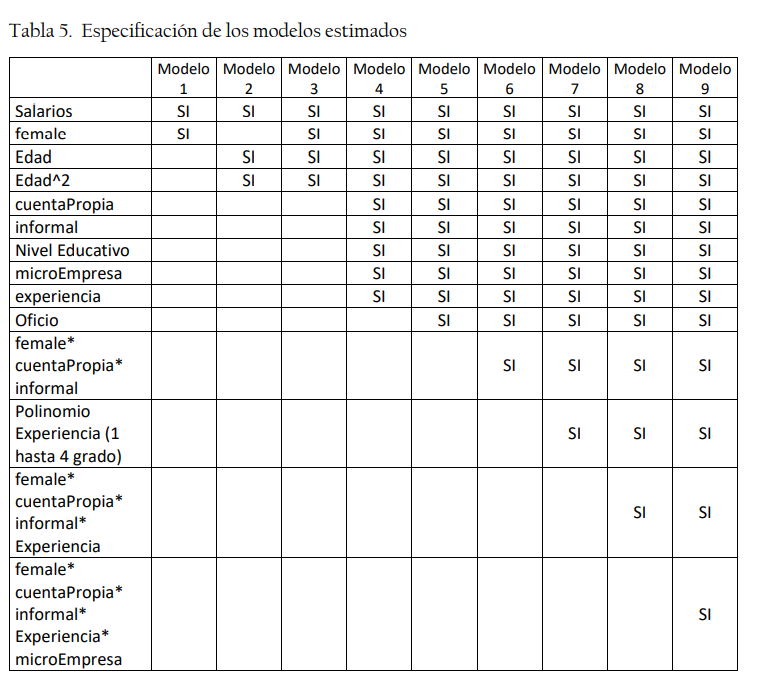 Tabla 5. Especificación de los modelos estimados
Modelo 1 Modelo 2 Modelo 3 Modelo 4 Modelo 5 Modelo 6 Modelo 7 Modelo 8 Modelo 9
Salarios SI SI SI SI SI SI SI SI SI
female SI SI SI SI SI SI SI SI
Edad SI SI SI SI SI SI SI SI
Edad^2 SI SI SI SI SI SI SI SI
cuentaPropia SI SI SI SI SI SI
informal SI SI SI SI SI SI
Nivel Educativo SI SI SI SI SI SI
microEmpresa SI SI SI SI SI SI
experiencia SI SI SI SI SI SI
Oficio SI SI SI SI SI
female*
cuentaPropia* SI SI SI SI
informal
Polinomio
Experiencia (1 SI SI SI
hasta 4 grado)
female*
cuentaPropia*
informal* SI SI
Experiencia
female*
cuentaPropia*
informal* SI
Experiencia*
microEmpresa